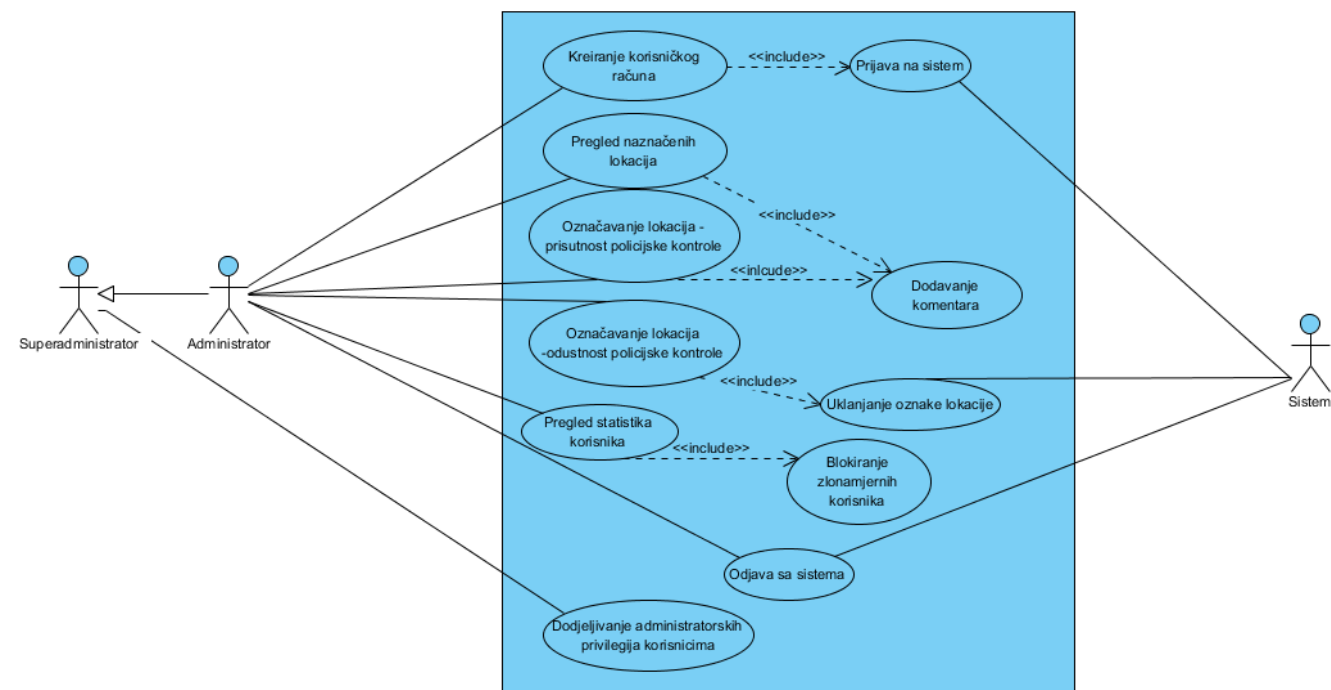 Kreiranje korisničkog
računa
<<include>>
Prijava na sistem
Pregled naznačenih
lokacija
<<include>>
Označavanje lokacija -
prisutnost policijske kontrole
<<inlcude>>
Dodavanje
komentara
Superadministrator
Administrator
Označavanje lokacija
-odustnost policijske kontrole
<<include>>
Uklanjanje oznake lokacije
Sistem
Pregled statistika
korisnika
<<include>>
Blokiranje
zlonamjernih
korisnika
Odjava sa sistema
Dodjeljivanje administratorskih
privilegija korisnicima